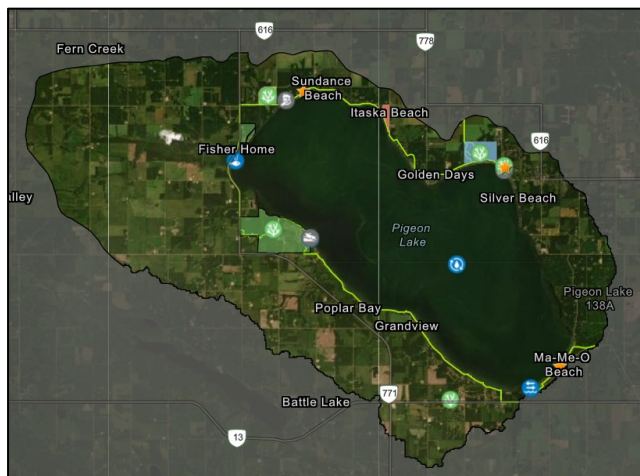 616
778
Fern Creek
Sundance
Beach
Itaska Beach
616
Fisher Home
Golden Days
lley
Silver Beach
Pigeon
Lake
Pigeon Lake
138A
Poplar Bay
Grandview
Ma-Me-O
Beach
771
Battle Lake
13